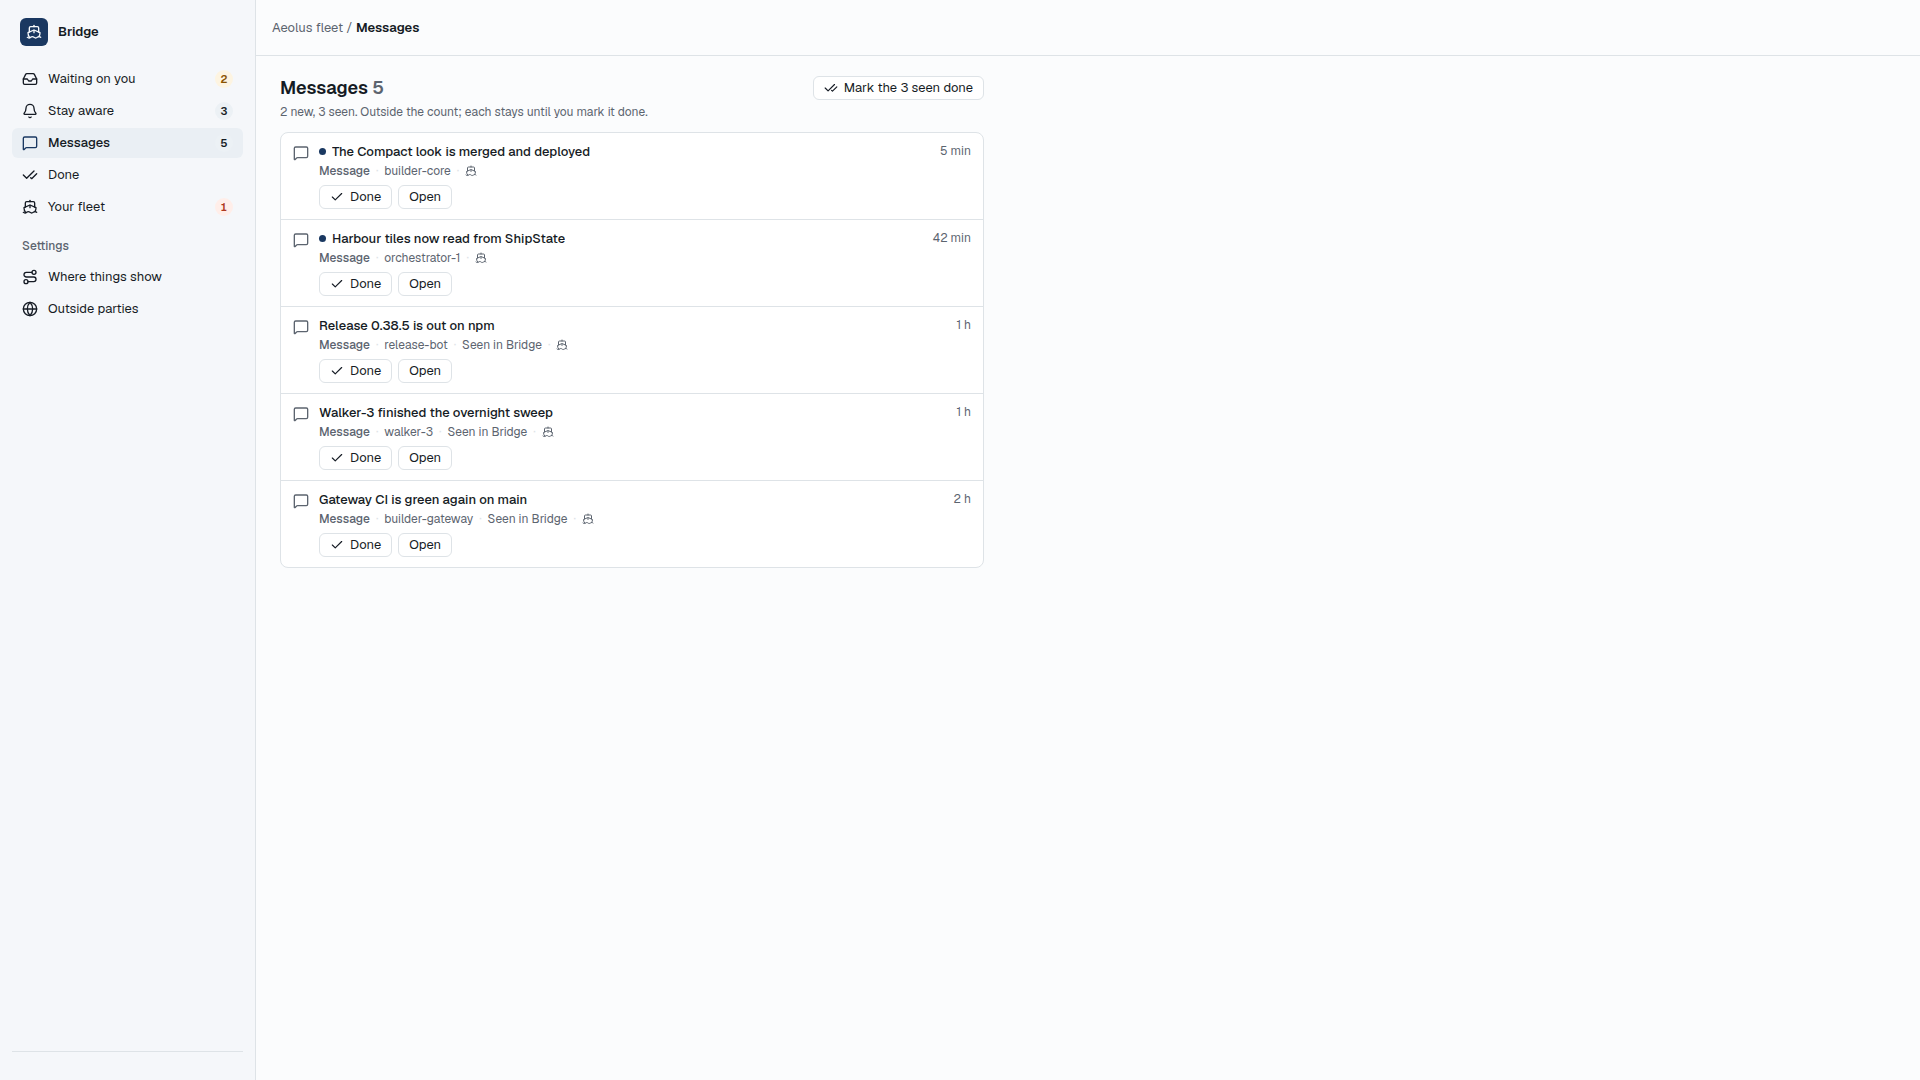 Bridge
Waiting on you 2
Stay aware 3
Messages 5
Done
Your fleet 1
Settings
Where things show
Outside parties
Aeolus fleet / Messages
Messages 5
Mark the 3 seen done
2 new, 3 seen. Outside the count; each stays until you mark it done.
The Compact look is merged and deployed 5 min
Message · builder-core ·
Done Open
Harbour tiles now read from ShipState 42 min
Message · orchestrator-1 ·
Done Open
Release 0.38.5 is out on npm 1 h
Message · release-bot · Seen in Bridge ·
Done Open
Walker-3 finished the overnight sweep 1 h
Message · walker-3 · Seen in Bridge ·
Done Open
Gateway CI is green again on main 2 h
Message · builder-gateway · Seen in Bridge ·
Done Open